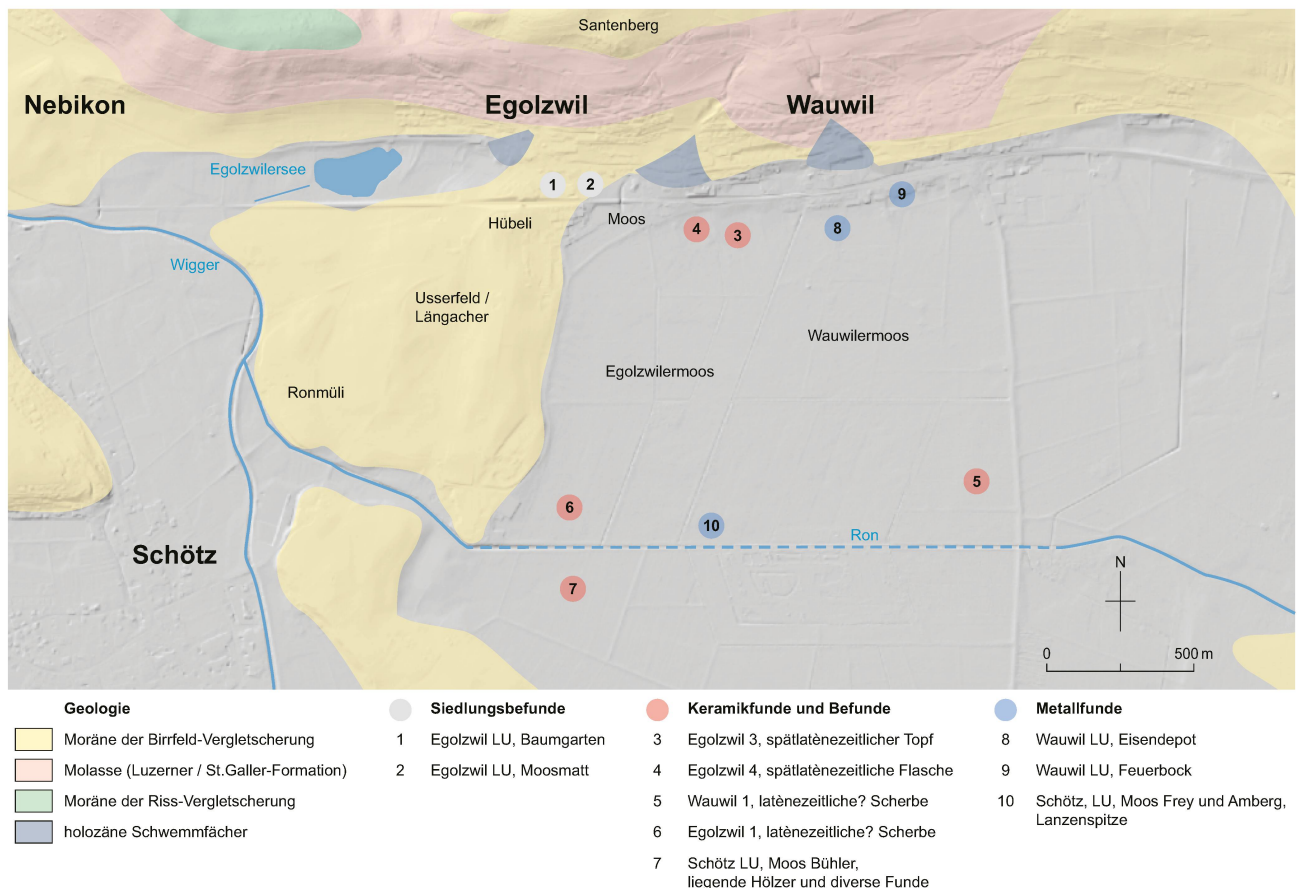 Santenberg
Nebikon
Egolzwil
Wauwil
Egolzwilersee
1
2
9
Hübeli
Moos
4
3
8
Wigger
Usserfeld /
Längacher
Wauwilermoos
Egolzwilermoos
Ronmüli
5
6
10
Ron
Schötz
N
7
0
500 m
Geologie
Moräne der Birrfeld-Vergletscherung
Molasse (Luzerner / St.Galler-Formation)
Moräne der Riss-Vergletscherung
holozäne Schwemmfächer
Siedlungsbefunde
1 Egolzwil LU, Baumgarten
2 Egolzwil LU, Moosmatt
Keramikfunde und Befunde
3 Egolzwil 3, spätlatènezeitlicher Topf
4 Egolzwil 4, spätlatènezeitliche Flasche
5 Wauwil 1, latènezeitliche? Scherbe
6 Egolzwil 1, latènezeitliche? Scherbe
7 Schötz LU, Moos Bühler,
liegende Hölzer und diverse Funde
Metallfunde
8 Wauwil LU, Eisendepot
9 Wauwil LU, Feuerbock
10 Schötz, LU, Moos Frey und Amberg,
Lanzenspitze